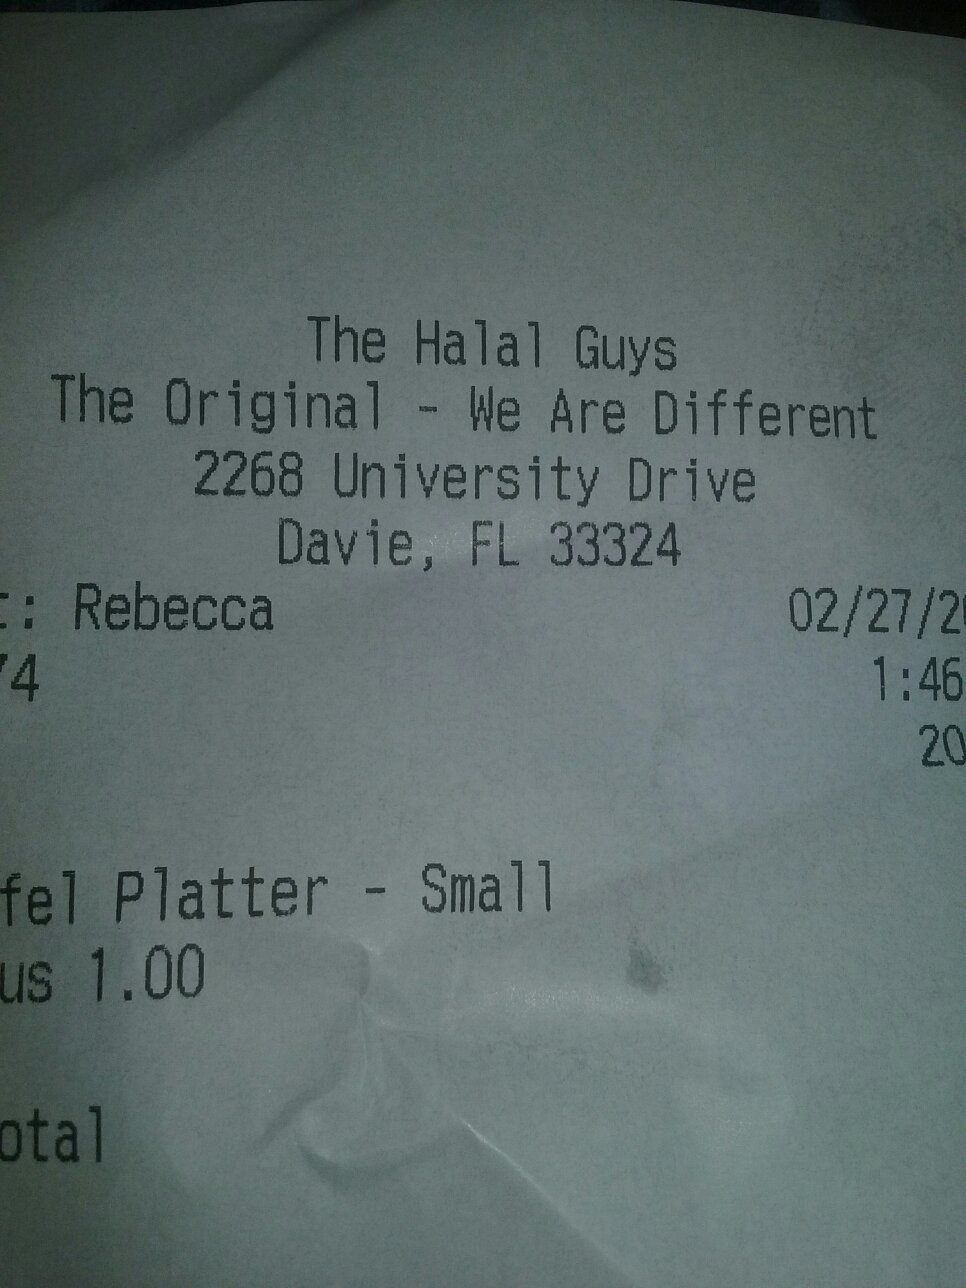 The Halal Guys
The Original - We Are Different
2268 University Drive
Davie, FL 33324
: Rebecca 02/27/20
74 1:46
20
fel Platter - Small
us 1.00
otal